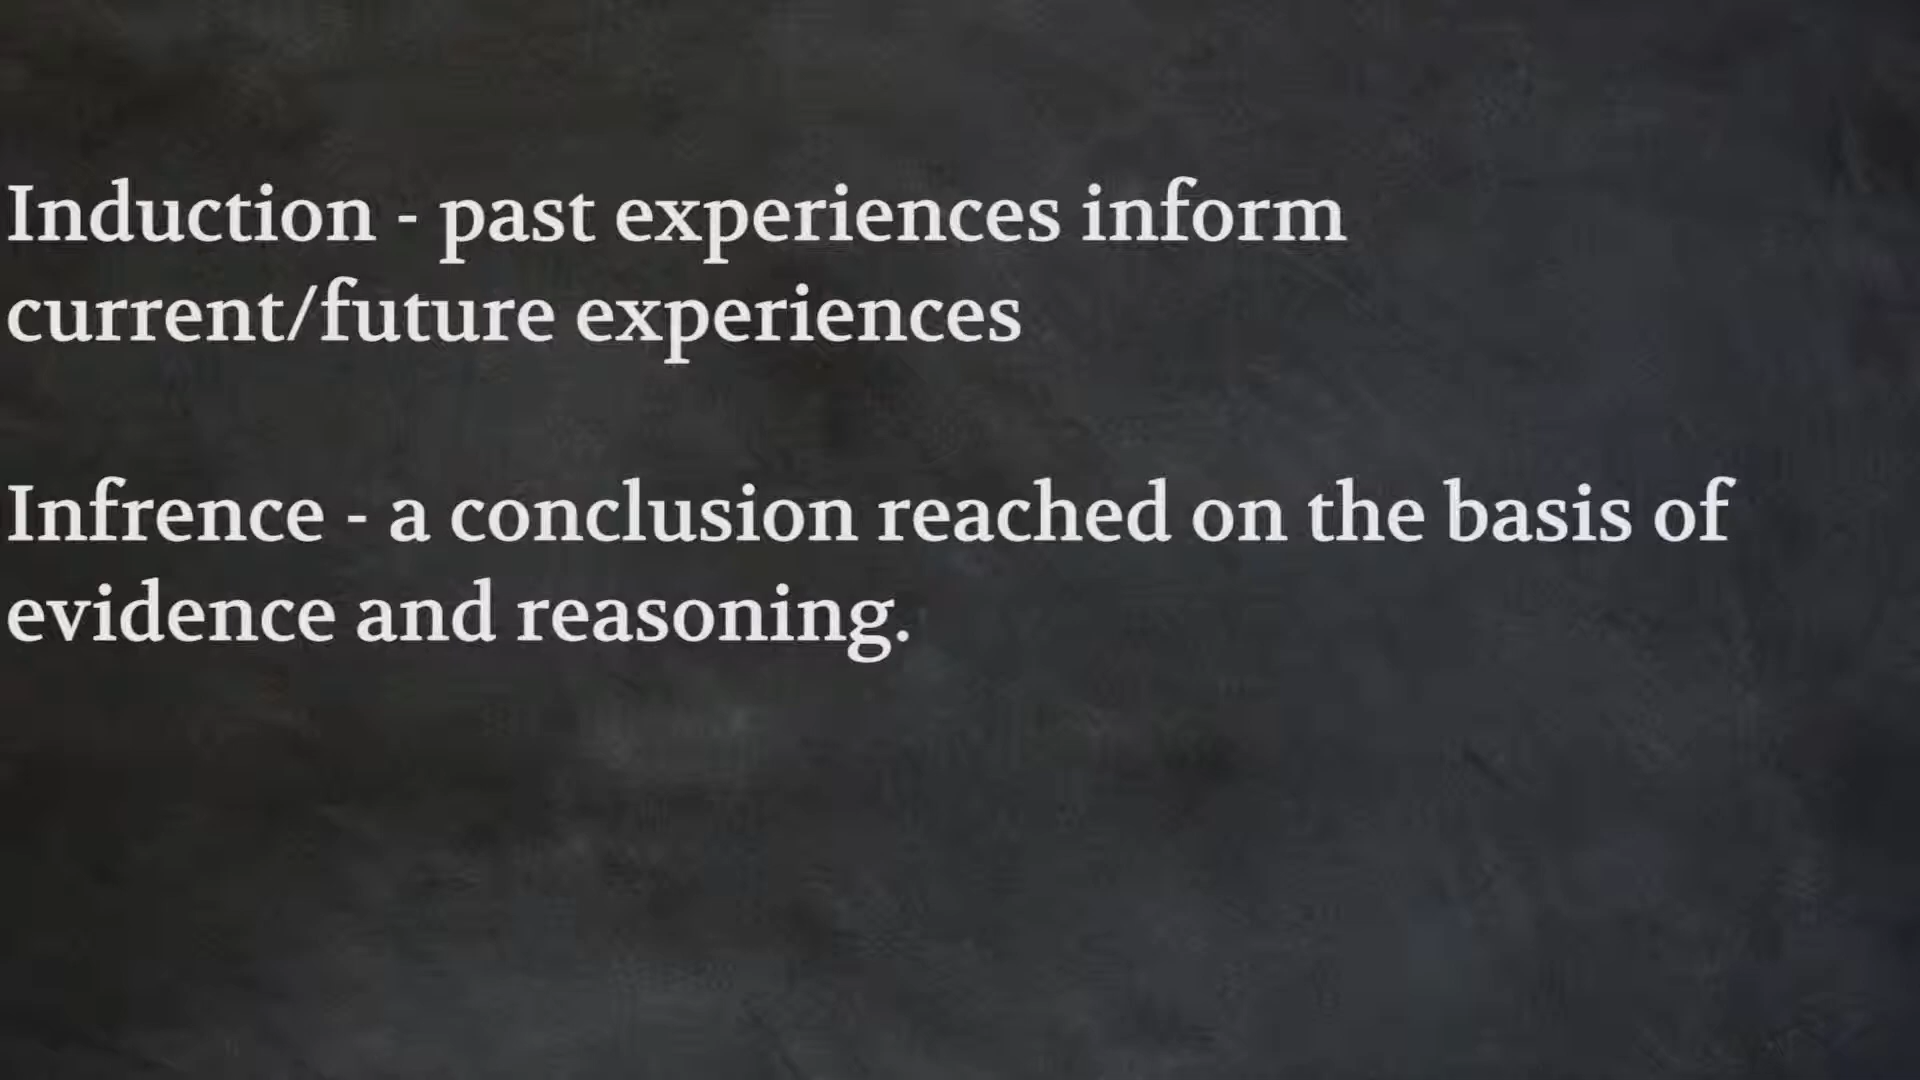 Induction - past experiences inform
current/future experiences
Infrence - a conclusion reached on the basis of
evidence and reasoning.